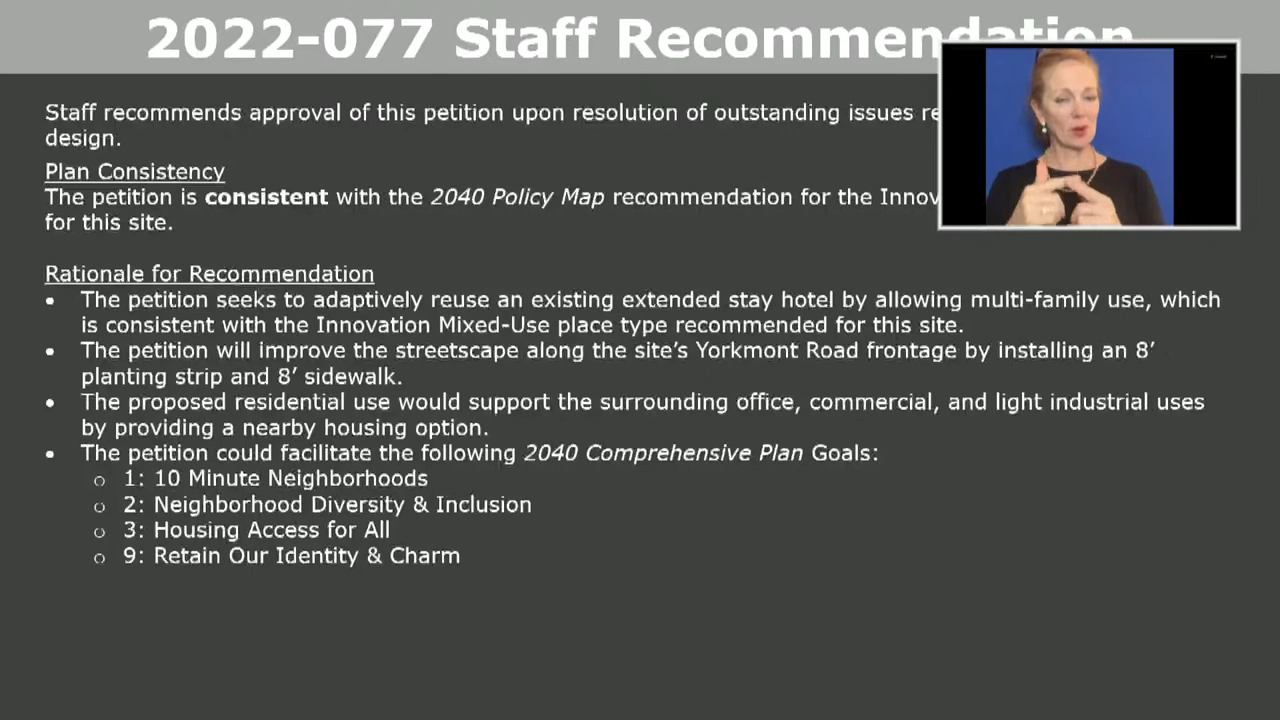 2022-077 Staff Recommendation
Staff recommends approval of this petition upon resolution of outstanding issues
design.
Plan Consistency
The petition is consistent with the 2040 Policy Map recommendation for the
for this site.
Rationale for Recommendation
• The petition seeks to adaptively reuse an existing extended stay hotel by allowing multi-family use, which
is consistent with the Innovation Mixed-Use place type recommended for this site.
• The petition will improve the streetscape along the site’s Yorkmont Road frontage by installing an 8’
planting strip and 8’ sidewalk.
• The proposed residential use would support the surrounding office, commercial, and light industrial uses
by providing a nearby housing option.
• The petition could facilitate the following 2040 Comprehensive Plan Goals:
o 1: 10 Minute Neighborhoods
o 2: Neighborhood Diversity & Inclusion
o 3: Housing Access for All
o 9: Retain Our Identity & Charm